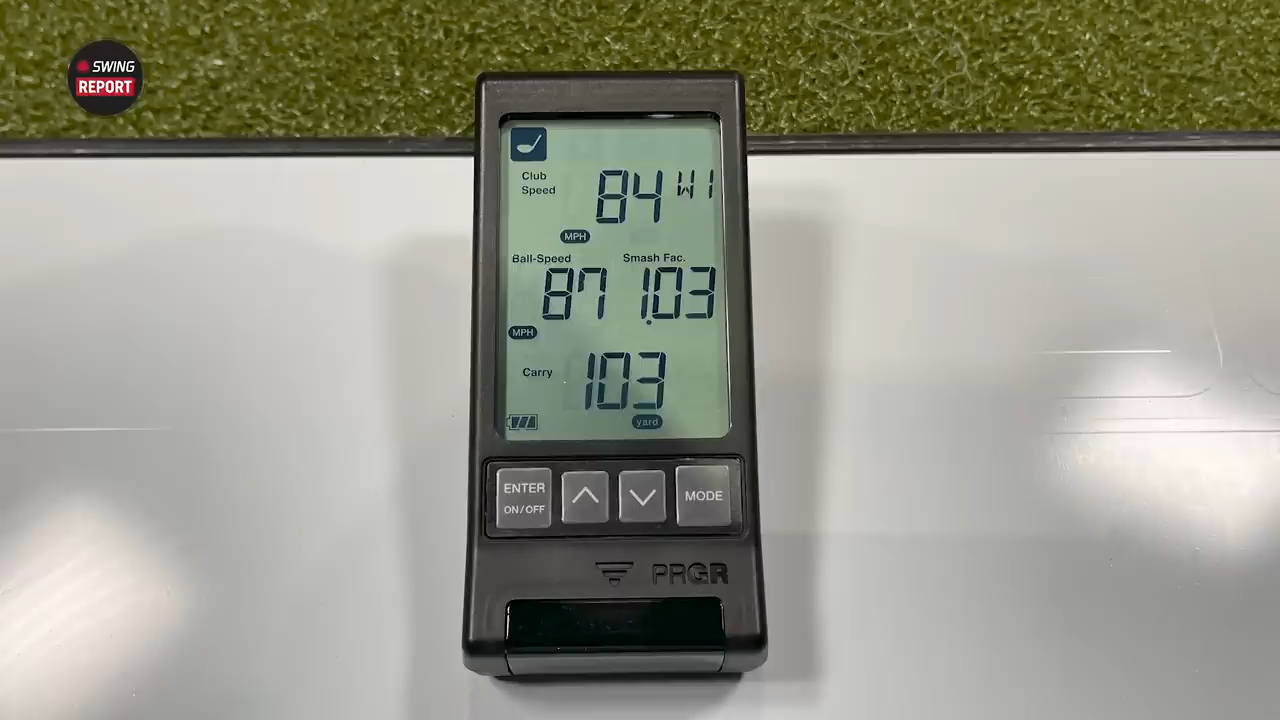 SWING
REPORT
Club
Speed
84 W1
MPH
Ball-Speed Smash Fac.
87 1.03
MPH
Carry 103
yard
ENTER
ON/OFF
MODE
PRGR